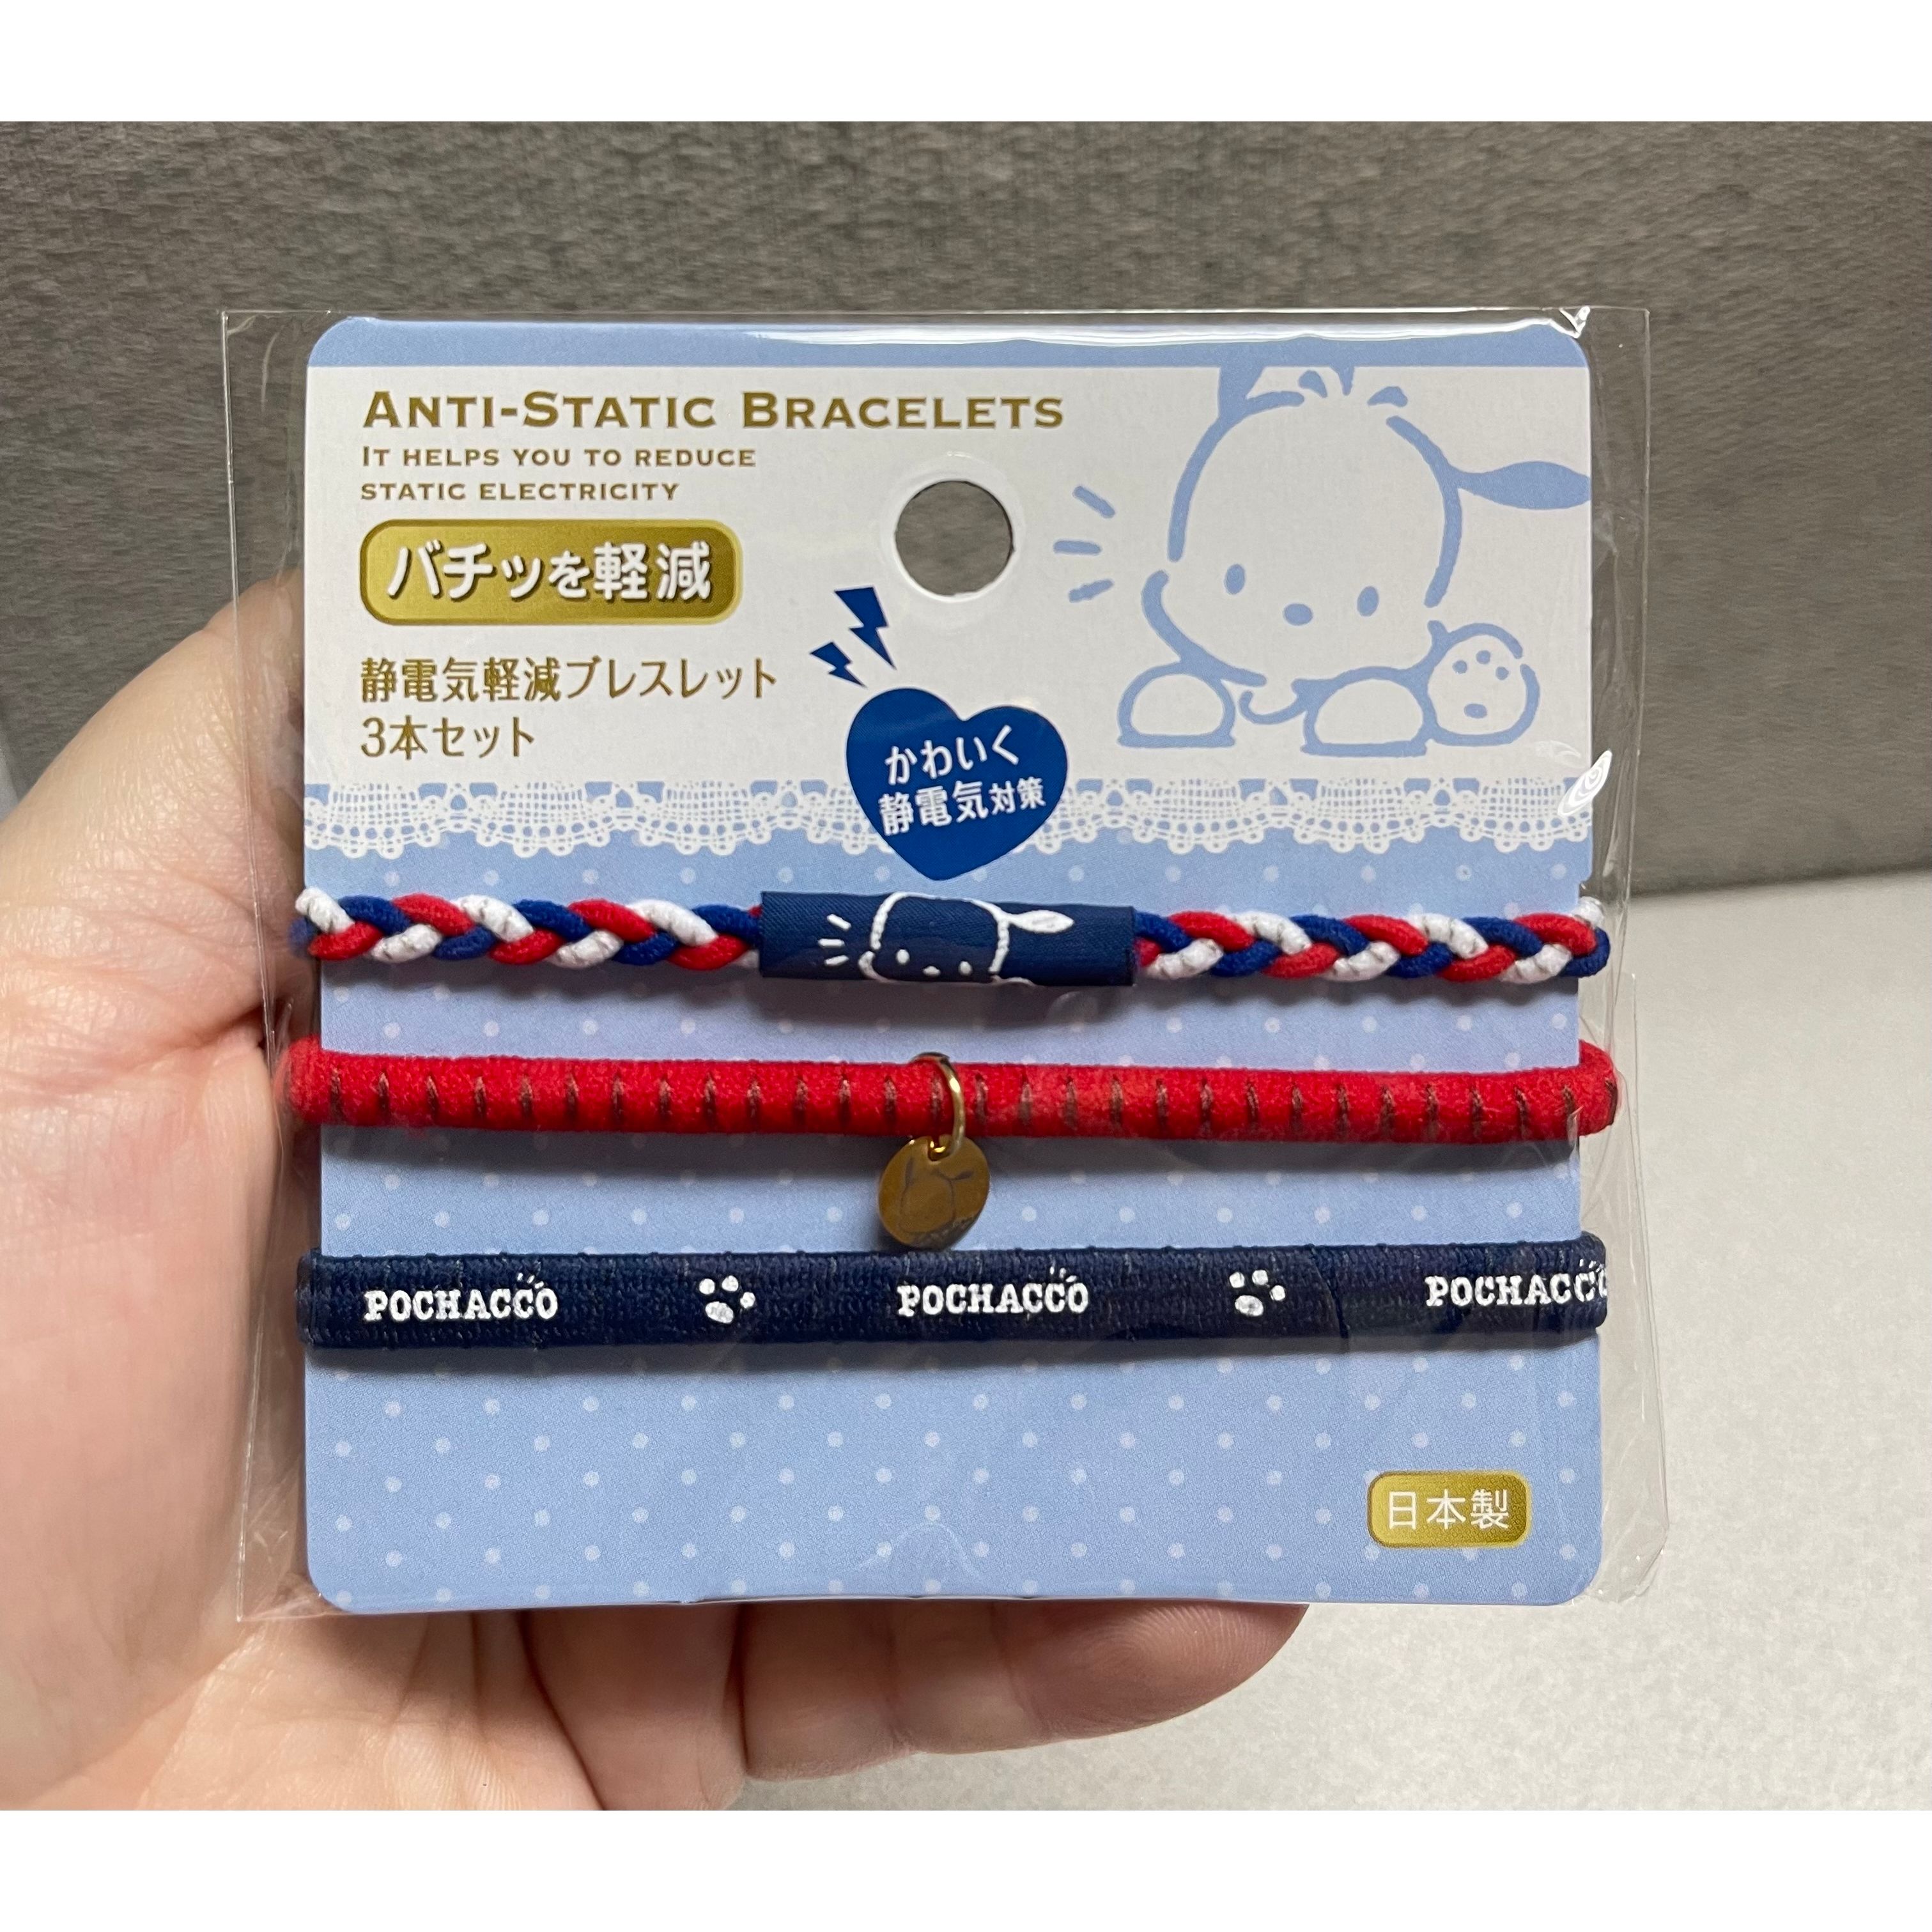 ANTI-STATIC BRACELETS
IT HELPS YOU TO REDUCE
STATIC ELECTRICITY
バチッを軽減
静電気軽減ブレスレット
3本セット
かわいく
静電気対策
POCHACCO POCHACCO POCHACCO
日本製